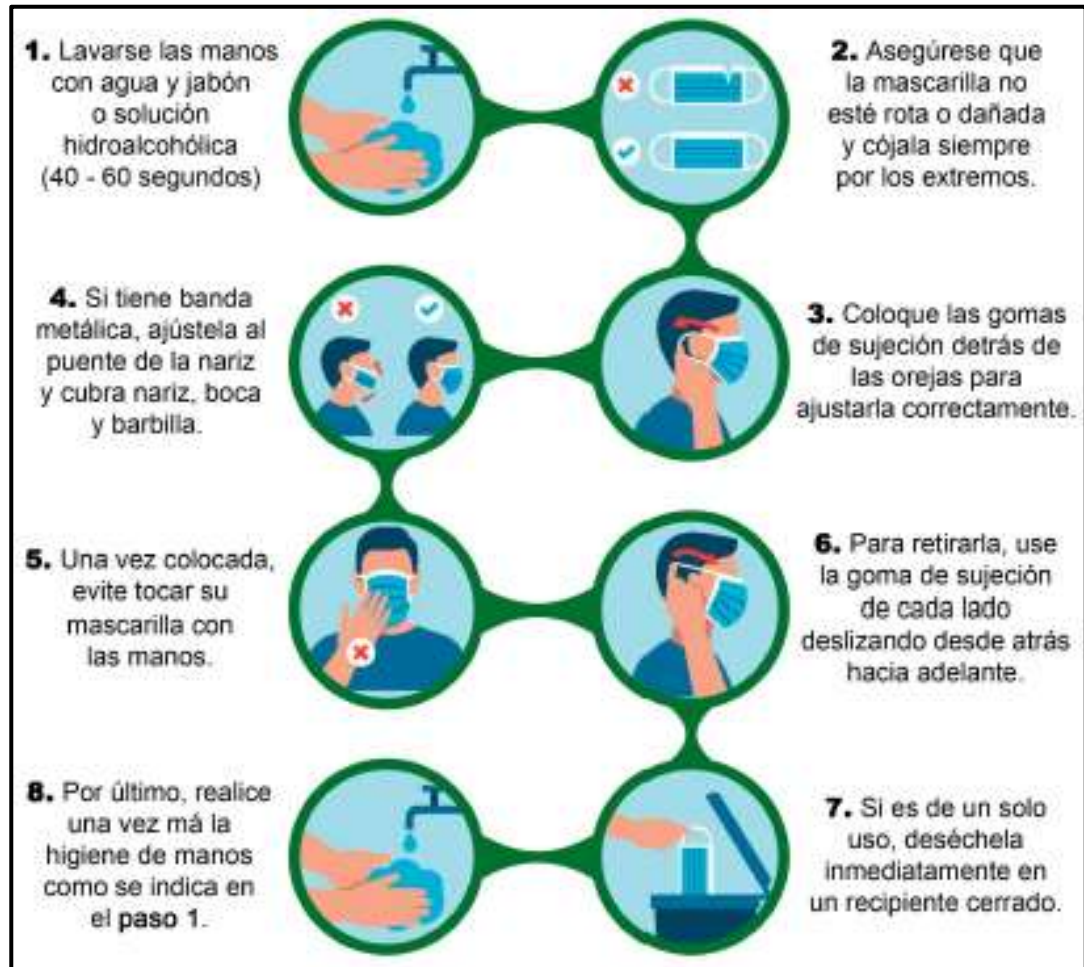 1. Lavarse las manos
con agua y jabón
o solución
hidroalcohólica
(40 - 60 segundos)
2. Asegúrese que
la mascarilla no
esté rota o dañada
y cójala siempre
por los extremos.
3. Coloque las gomas
de sujeción detrás de
las orejas para
ajustarla correctamente.
4. Si tiene banda
metálica, ajústela al
puente de la nariz
y cubra nariz, boca
y barbilla.
5. Una vez colocada,
evite tocar su
mascarilla con
las manos.
6. Para retirarla, use
la goma de sujeción
de cada lado
deslizando desde atrás
hacia adelante.
7. Si es de un solo
uso, deséchela
inmediatamente en
un recipiente cerrado.
8. Por último, realice
una vez má la
higiene de manos
como se indica en
el paso 1.